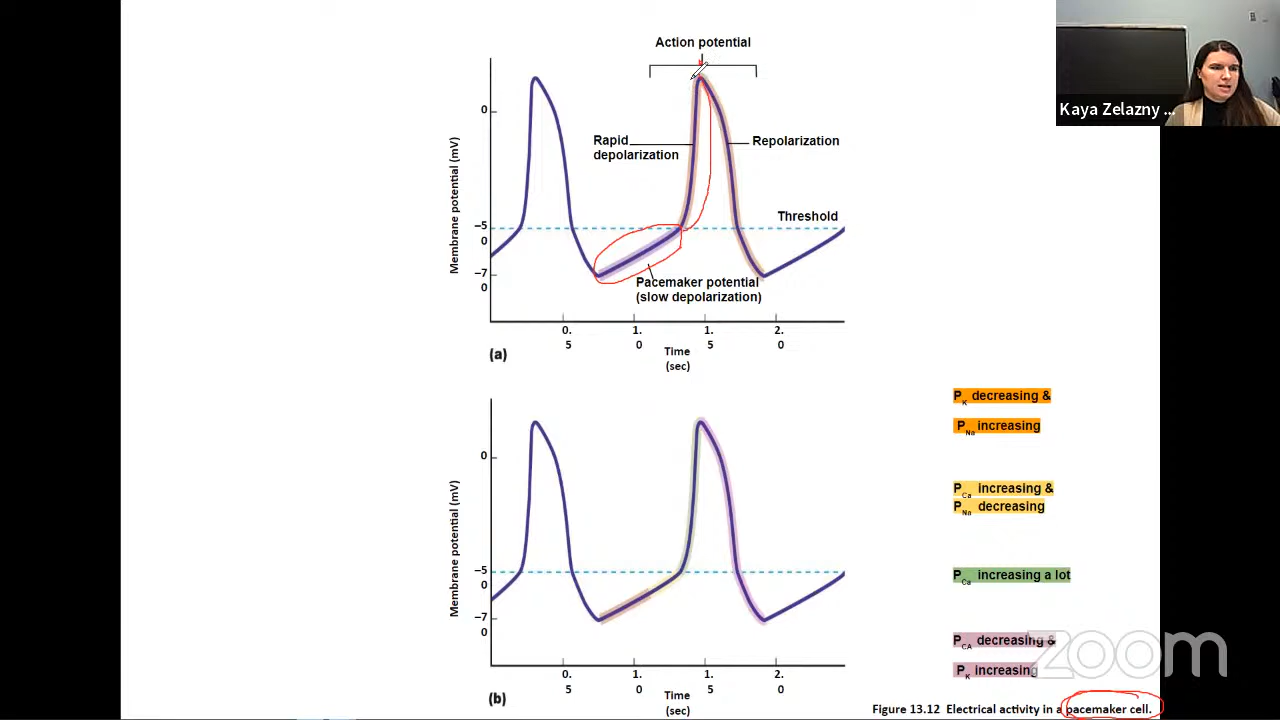 Action potential
0
Rapid
depolarization
Repolarization
Membrane potential (mV)
Threshold
–5
0
–7
0
Pacemaker potential
(slow depolarization)
0.
5
1.
0
1.
5
2.
0
Time
(sec)
(a)
Kaya Zelazny ...
0
Membrane potential (mV)
–5
0
–7
0
0.
5
1.
0
1.
5
2.
0
Time
(sec)
(b)
PK decreasing &
PNa increasing
PCa increasing &
PNa decreasing
PCa increasing a lot
PCA decreasing &
PK increasing
zoom
Figure 13.12 Electrical activity in a pacemaker cell.